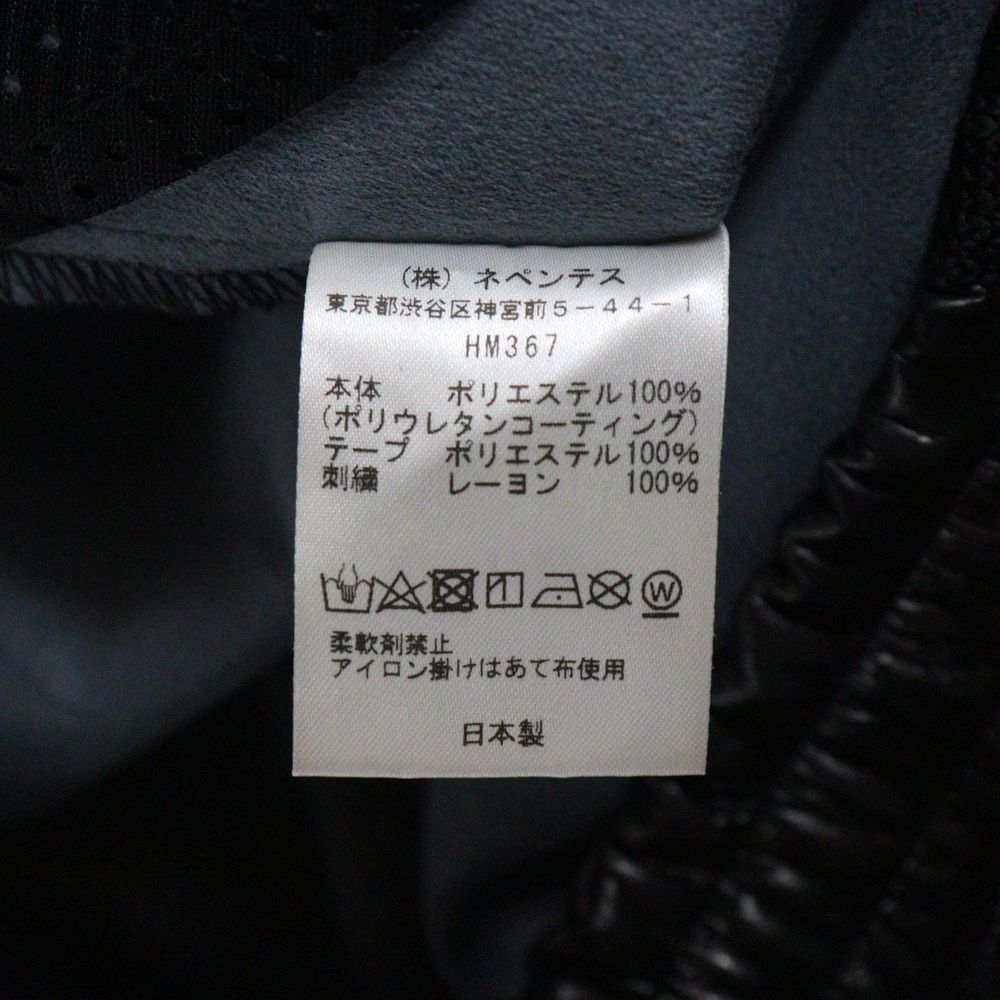 (株) ネペンテス
東京都渋谷区神宮前5-44-1
HM367
本体 ポリエステル100%
(ポリウレタンコーティング)
テープ ポリエステル100%
刺繍 レーヨン 100%
W
柔軟剤禁止
アイロン掛けはあて布使用
日本製